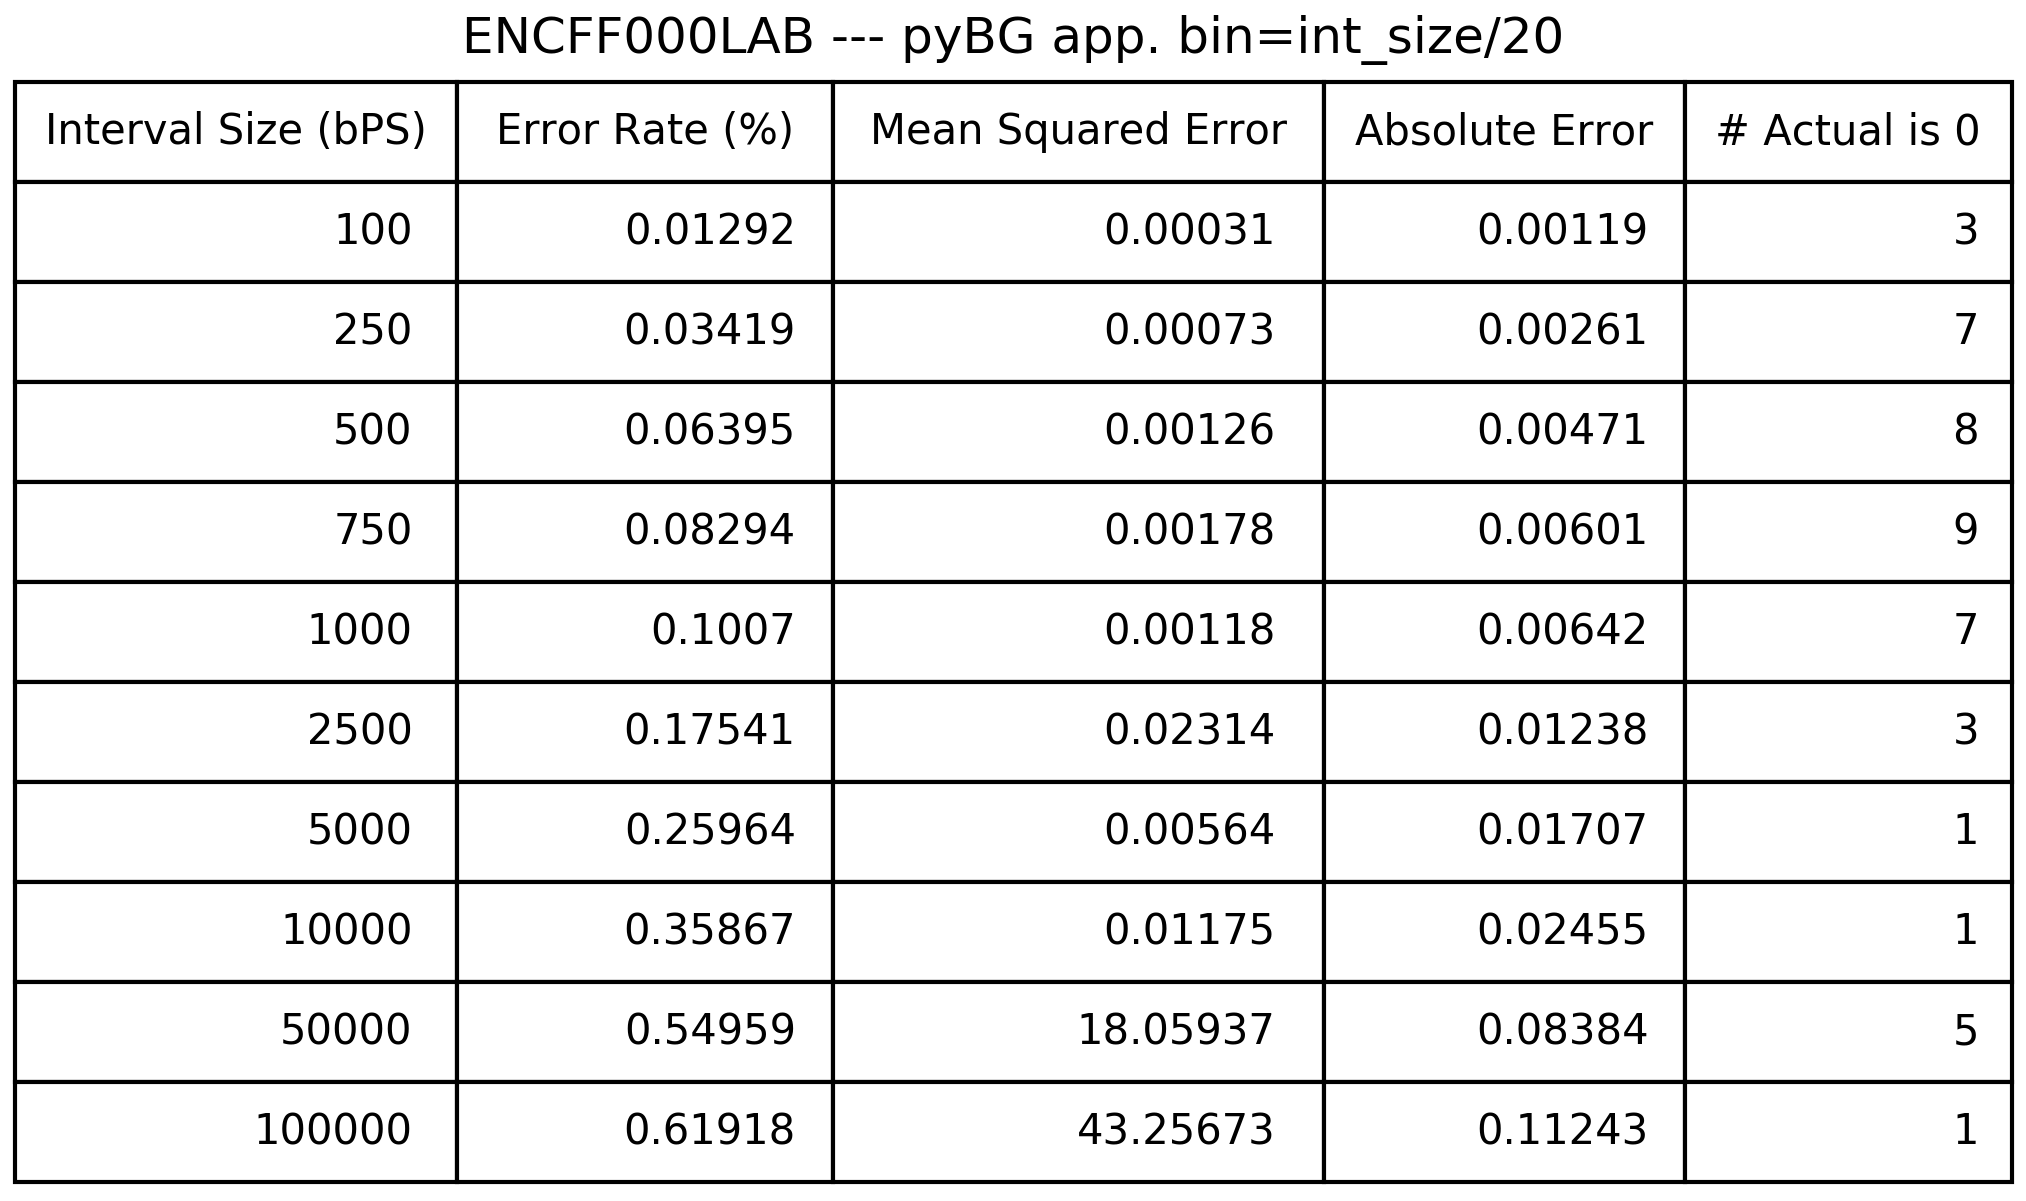 ENCFF000LAB --- pyBG app. bin=int_size/20
Interval Size (bPS) Error Rate (%) Mean Squared Error Absolute Error # Actual is 0
100 0.01292 0.00031 0.00119 3
250 0.03419 0.00073 0.00261 7
500 0.06395 0.00126 0.00471 8
750 0.08294 0.00178 0.00601 9
1000 0.1007 0.00118 0.00642 7
2500 0.17541 0.02314 0.01238 3
5000 0.25964 0.00564 0.01707 1
10000 0.35867 0.01175 0.02455 1
50000 0.54959 18.05937 0.08384 5
100000 0.61918 43.25673 0.11243 1